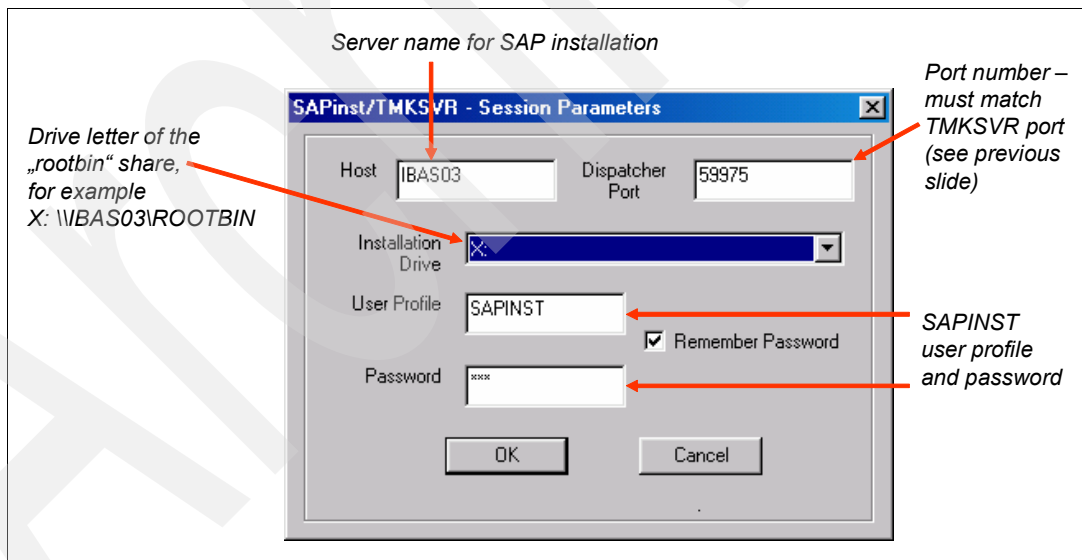 Server name for SAP installation
Port number –
must match
TMKSVR port
(see previous
slide)
Drive letter of the
„rootbin“ share,
for example
X: \\IBAS03\ROOTBIN
SAPinst/TMKSVR - Session Parameters
Host
IBAS03
Dispatcher
Port
59975
Installation
Drive
X:
User Profile
SAPINST
Remember Password
Password
***
SAPINST
user profile
and password
OK
Cancel